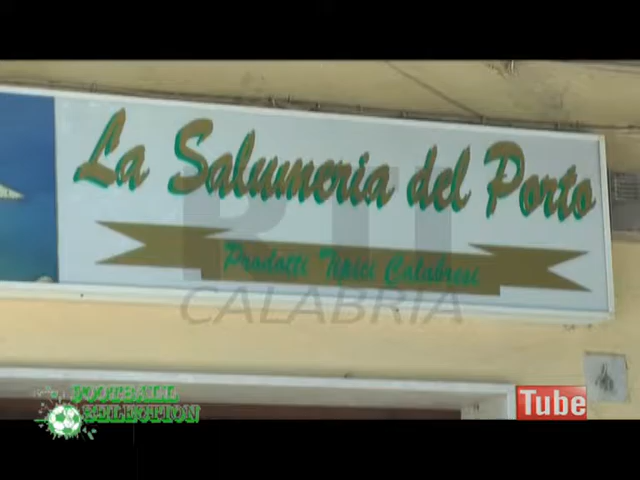 La Salumeria del Porto
Prodotti Tipici Calabresi
RTI
CALABRIA
FOOTBALL
SELECTION
Tube